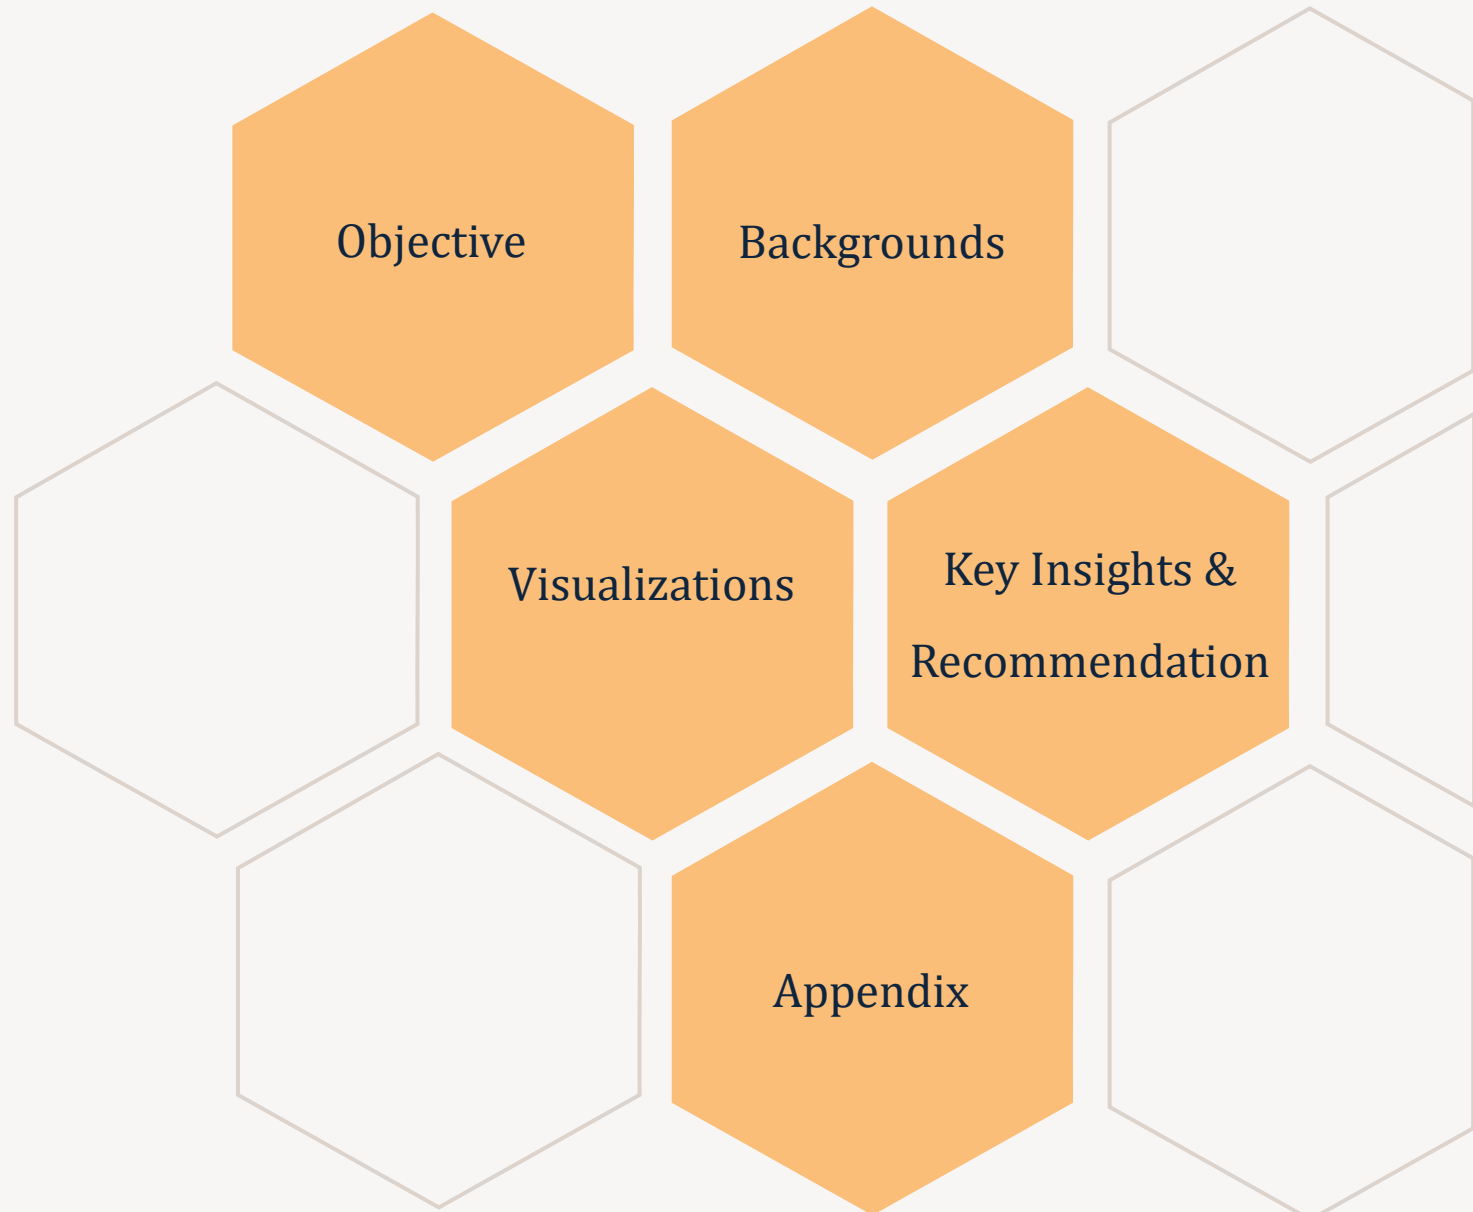 Objective
Backgrounds
Visualizations
Key Insights &
Recommendation
Appendix